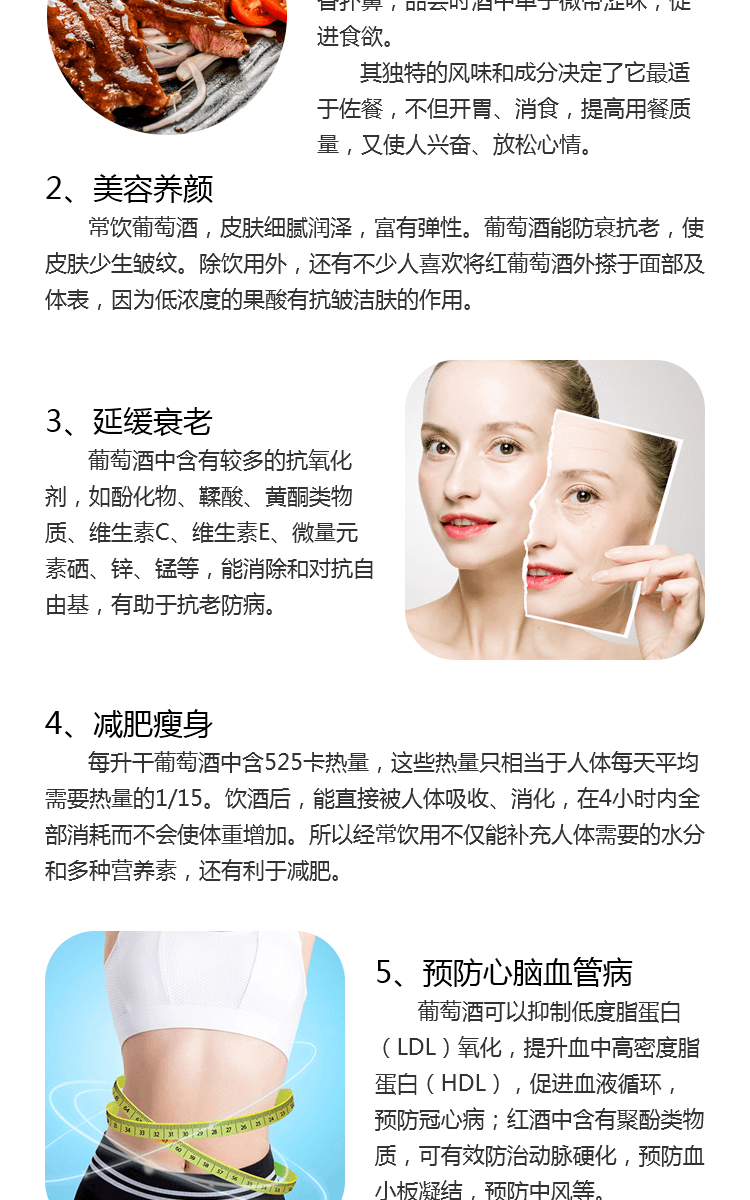 香扑鼻，品尝时酒中单宁微带涩味，促
进食欲。
其独特的风味和成分决定了它最适
于佐餐，不但开胃、消食，提高用餐质
量，又使人兴奋、放松心情。
2、美容养颜
常饮葡萄酒，皮肤细腻润泽，富有弹性。葡萄酒能防衰抗老，使
皮肤少生皱纹。除饮用外，还有不少人喜欢将红葡萄酒外搽于面部及
体表，因为低浓度的果酸有抗皱洁肤的作用。
3、延缓衰老
葡萄酒中含有较多的抗氧化
剂，如酚化物、鞣酸、黄酮类物
质、维生素C、维生素E、微量元
素硒、锌、锰等，能消除和对抗自
由基，有助于抗老防病。
4、减肥瘦身
每升干葡萄酒中含525卡热量，这些热量只相当于人体每天平均
需要热量的1/15。饮酒后，能直接被人体吸收、消化，在4小时内全
部消耗而不会使体重增加。所以经常饮用不仅能补充人体需要的水分
和多种营养素，还有利于减肥。
5、预防心脑血管病
葡萄酒可以抑制低度脂蛋白
（LDL）氧化，提升血中高密度脂
蛋白（HDL），促进血液循环，
预防冠心病；红酒中含有聚酚类物
质，可有效防治动脉硬化，预防血
小板凝结，预防中风等。